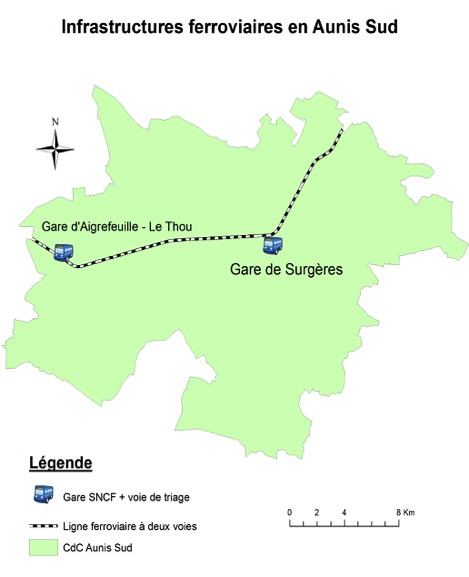 Infrastructures ferroviaires en Aunis Sud
N
Gare d'Aigrefeuille - Le Thou
Gare de Surgères
Légende
Gare SNCF + voie de triage
Ligne ferroviaire à deux voies
CdC Aunis Sud
0 2 4 8 Km